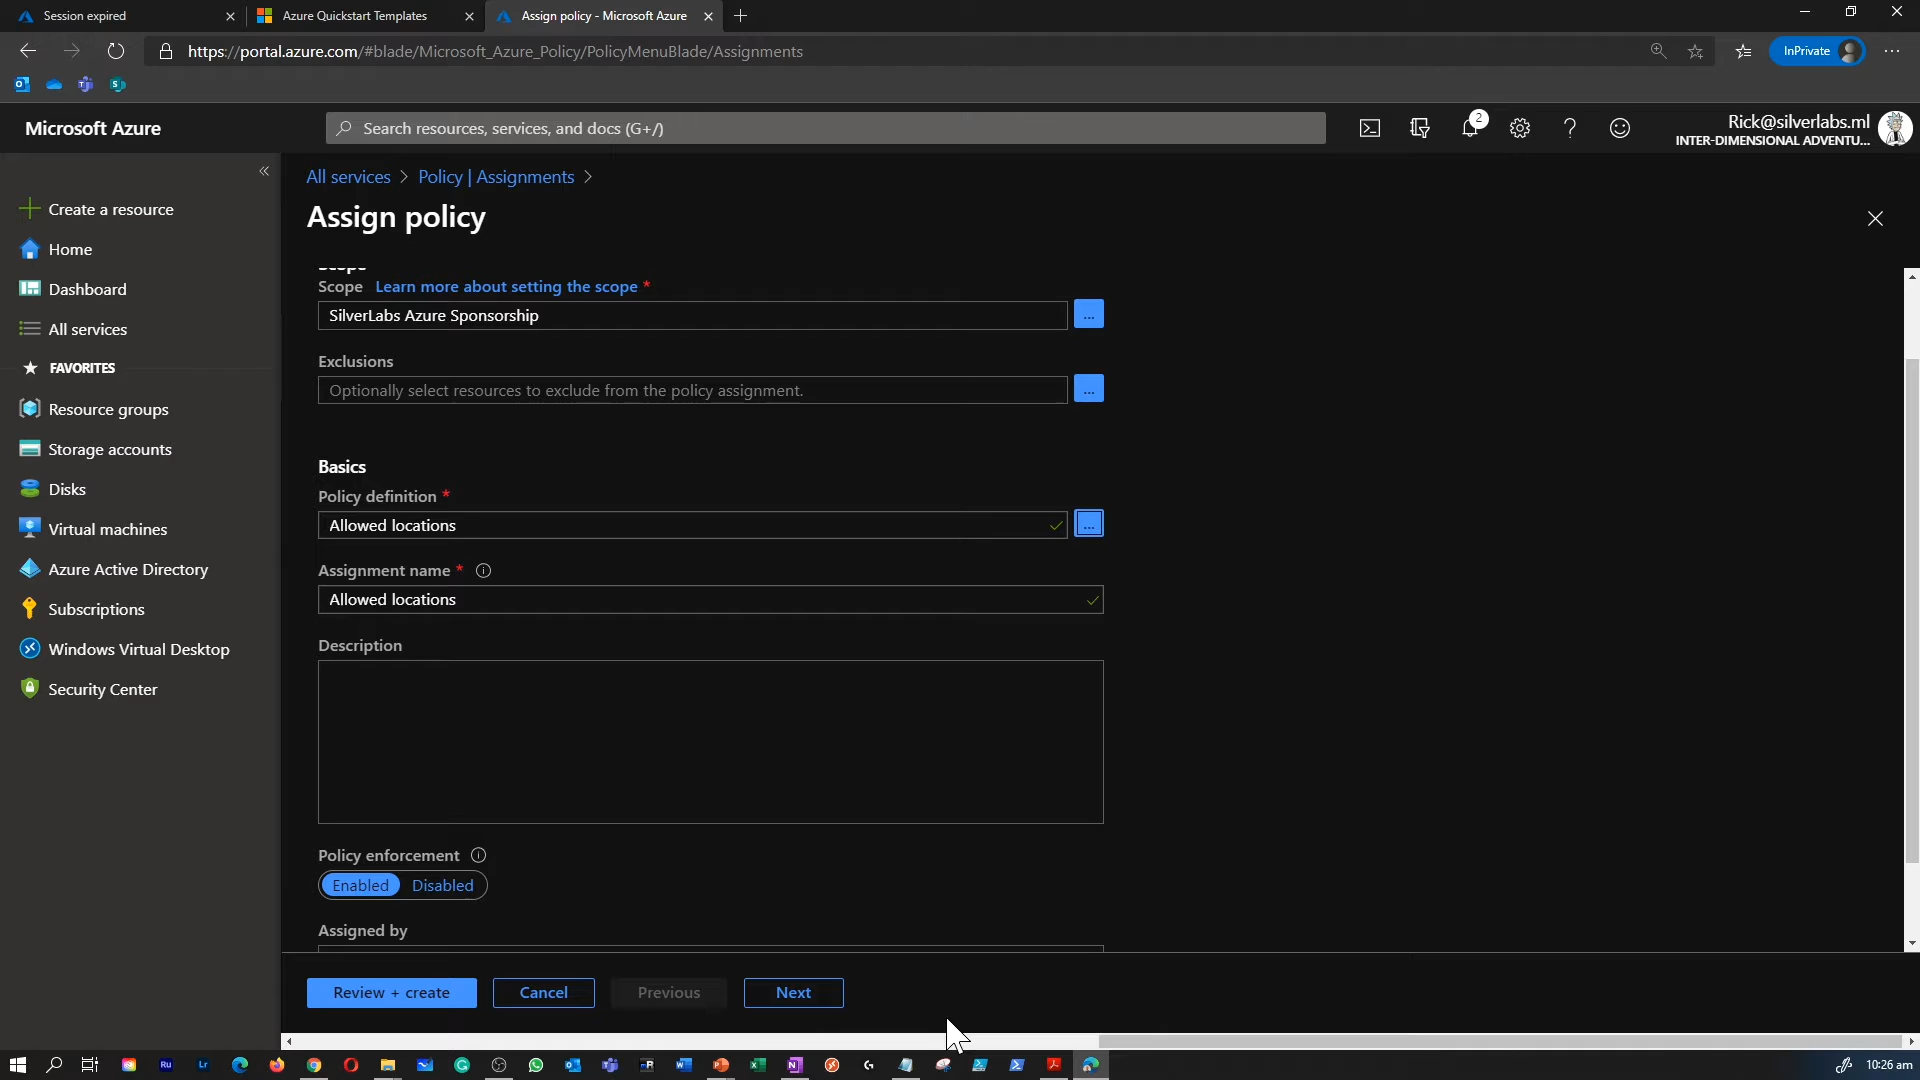 Session expired
Azure Quickstart Templates
Assign policy - Microsoft Azure
https://portal.azure.com/#blade/Microsoft_Azure_Policy/PolicyMenuBlade/Assignments
InPrivate
Microsoft Azure
Search resources, services, and docs (G+/)
2
Rick@silverlabs.ml
INTER-DIMENSIONAL ADVENTU...
All services > Policy | Assignments >
Assign policy
Create a resource
Home
Dashboard
All services
FAVORITES
Resource groups
Storage accounts
Disks
Virtual machines
Azure Active Directory
Subscriptions
Windows Virtual Desktop
Security Center
Scope
Scope Learn more about setting the scope *
SilverLabs Azure Sponsorship
...
Exclusions
Optionally select resources to exclude from the policy assignment.
...
Basics
Policy definition *
Allowed locations
...
Assignment name *
Allowed locations
Description
Policy enforcement
Enabled Disabled
Assigned by
Review + create
Cancel
Previous
Next
10:26 am